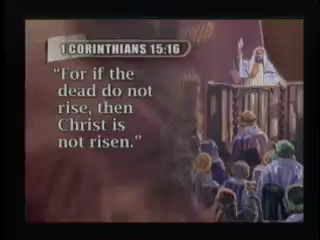 1 CORINTHIANS 15:16
"For if the
dead do not
rise, then
Christ is
not risen."